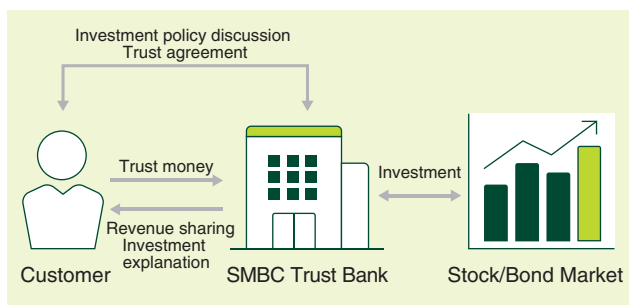 Investment policy discussion
Trust agreement
Trust money
Revenue sharing
Investment
explanation
Investment
Customer
SMBC Trust Bank
Stock/Bond Market